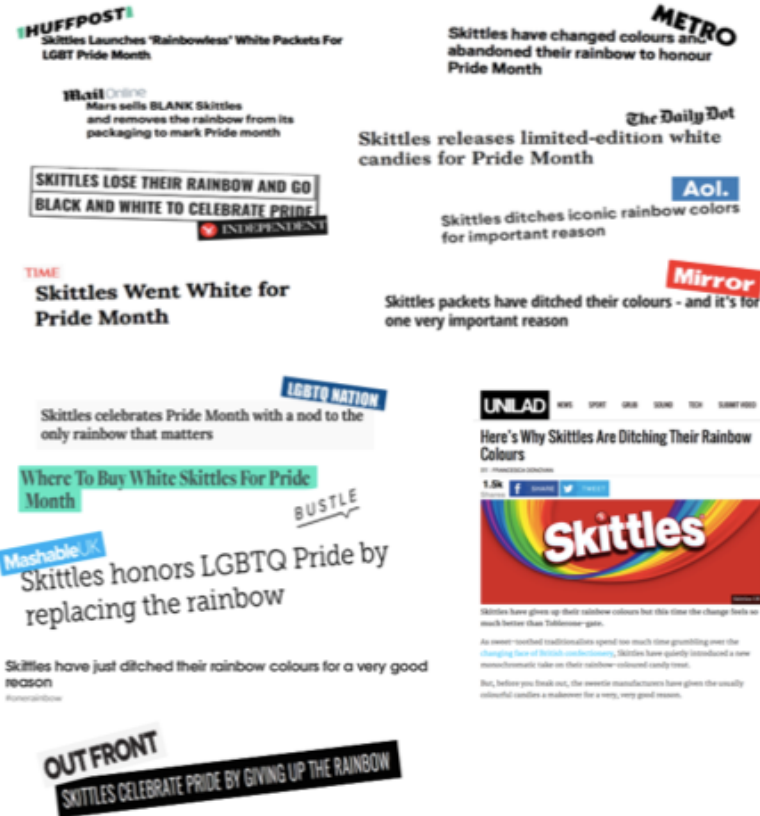 HUFFPOST
Skittles Launches "Rainbowless" White Packets For
LGBT Pride Month
METRO
Skittles have changed colours and
abandoned their rainbow to honour
Pride Month
Mail Online
Mars sells BLANK Skittles
and removes the rainbow from its
packaging to mark Pride month
The Daily Dot
Skittles releases limited-edition white
candies for Pride Month
SKITTLES LOSE THEIR RAINBOW AND GO
BLACK AND WHITE TO CELEBRATE PRIDE
INDEPENDENT
Aol.
Skittles ditches iconic rainbow colors
for important reason
TIME
Skittles Went White for
Pride Month
Mirror
Skittles packets have ditched their colours - and it's for
one very important reason
LGBTQ NATION
Skittles celebrates Pride Month with a nod to the
only rainbow that matters
Where To Buy White Skittles For Pride
Month
BUSTLE
MashableUK
Skittles honors LGBTQ Pride by
replacing the rainbow
Skittles have just ditched their rainbow colours for a very good
reason
#onerainbow
OUT FRONT
SKITTLES CELEBRATE PRIDE BY GIVING UP THE RAINBOW
UNILAD NEWS SPORT GRUB SOUND TECH SUBMIT VIDEO
Here's Why Skittles Are Ditching Their Rainbow
Colours
BY : FRANCESCA DONOVAN
1.5k SHARE TWEET
Shares
Skittles
Skittles have given up their rainbow colours but this time the change feels so
much better than Toblerone-gate.
As sweet-toothed traditionalists spend too much time grumbling over the
changing face of British confectionery, Skittles have quietly introduced a new
monochromatic take on their rainbow-coloured candy treat.
But, before you freak out, the sweetie manufacturers have given the usually
colourful candies a makeover for a very, very good reason.